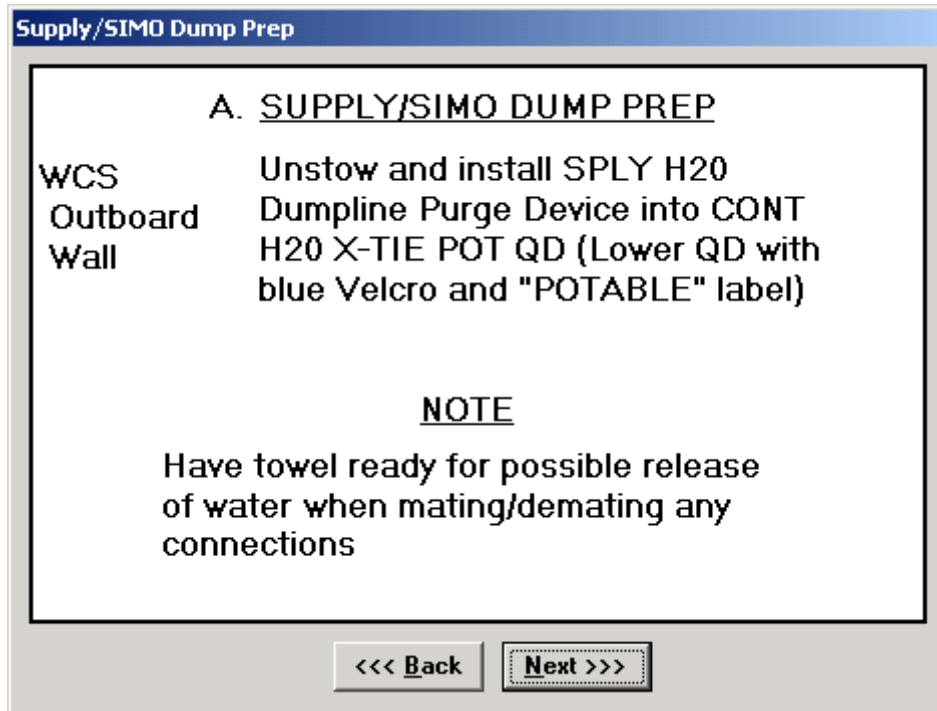 Supply/SIMO Dump Prep
A. SUPPLY/SIMO DUMP PREP
WCS
Outboard
Wall
Unstow and install SPLY H20
Dumpline Purge Device into CONT
H20 X-TIE POT QD (Lower QD with
blue Velcro and "POTABLE" label)
NOTE
Have towel ready for possible release
of water when mating/demating any
connections
<<< Back
Next >>>